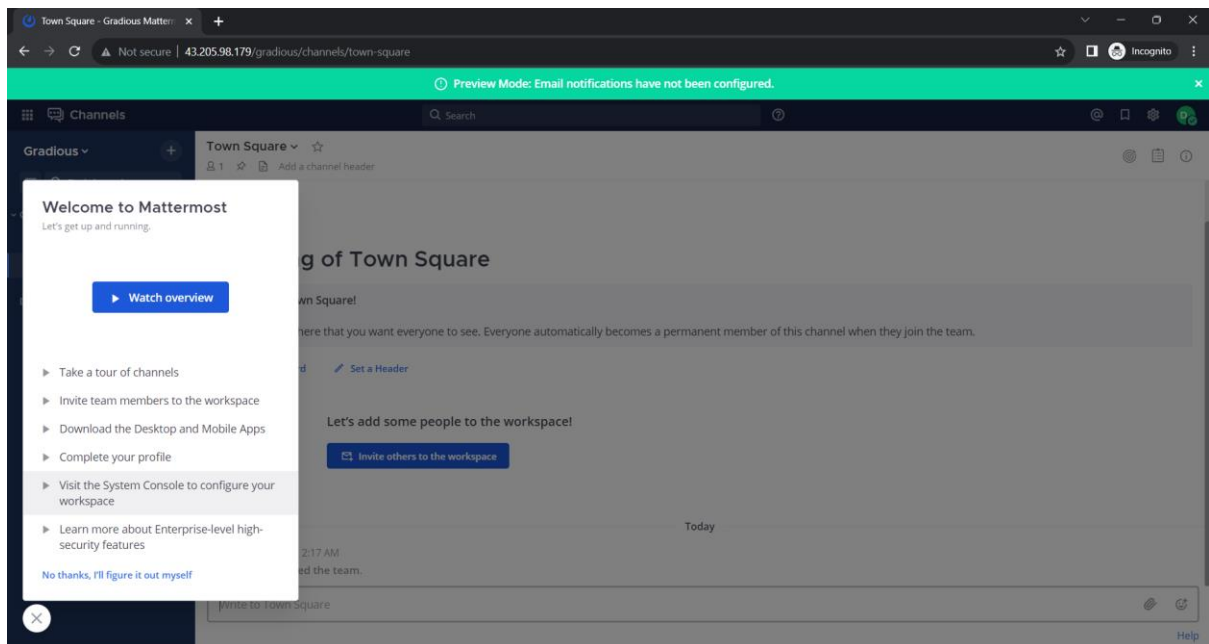 Town Square - Gradious Matterm
Not secure | 43.205.98.179/gradious/channels/town-square
Incognito
Preview Mode: Email notifications have not been configured.
Channels
Search
Gradious
Town Square
1 Add a channel header
Welcome to Mattermost
Let's get up and running.
g of Town Square
Watch overview
wn Square!
here that you want everyone to see. Everyone automatically becomes a permanent member of this channel when they join the team.
Take a tour of channels
d Set a Header
Invite team members to the workspace
Let's add some people to the workspace!
Download the Desktop and Mobile Apps
Complete your profile
Invite others to the workspace
Visit the System Console to configure your
workspace
Learn more about Enterprise-level high-
security features
Today
2:17 AM
ed the team.
No thanks, I'll figure it out myself
Write to Town Square
Help